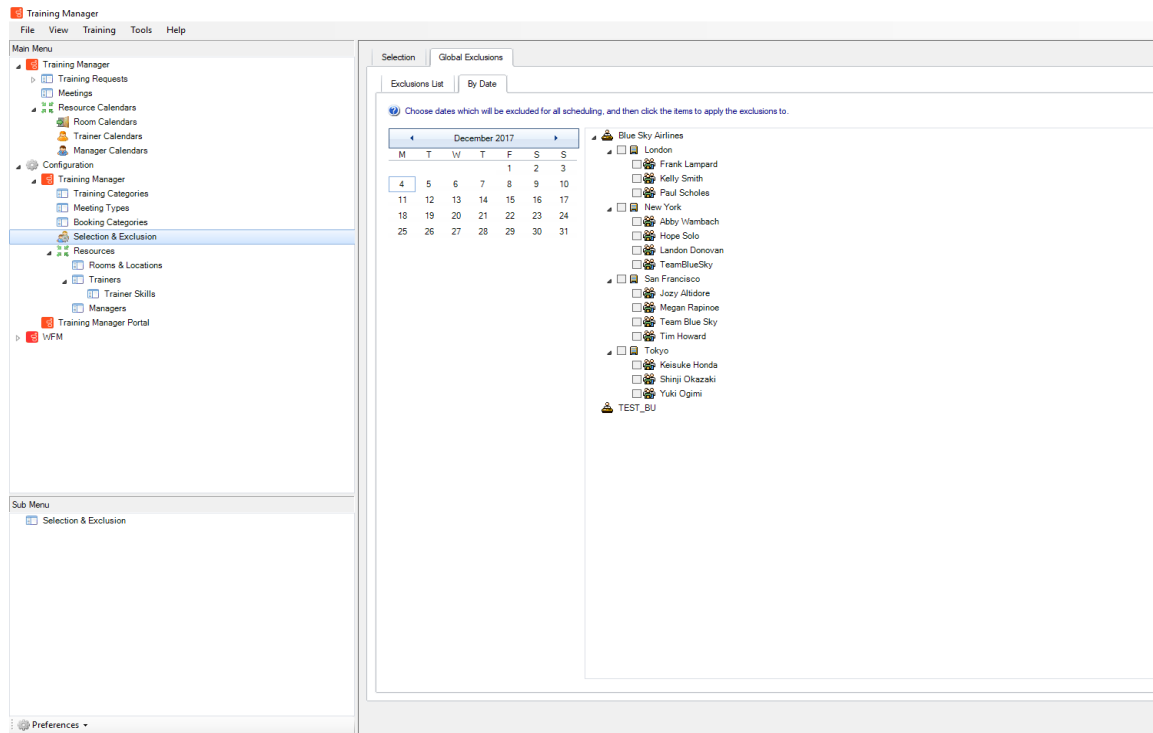 Training Manager
File View Training Tools Help
Main Menu
Training Manager
Training Requests
Meetings
Resource Calendars
Room Calendars
Trainer Calendars
Manager Calendars
Configuration
Training Manager
Training Categories
Meeting Types
Booking Categories
Selection & Exclusion
Resources
Rooms & Locations
Trainers
Trainer Skills
Managers
Training Manager Portal
WFM
Sub Menu
Selection & Exclusion
Preferences
Selection Global Exclusions
Exclusions List By Date
Choose dates which will be excluded for all scheduling, and then click the items to apply the exclusions to.
December 2017
M T W T F S S
1 2 3
4 5 6 7 8 9 10
11 12 13 14 15 16 17
18 19 20 21 22 23 24
25 26 27 28 29 30 31
Blue Sky Airlines
London
Frank Lampard
Kelly Smith
Paul Scholes
New York
Abby Wambach
Hope Solo
Landon Donovan
TeamBlueSky
San Francisco
Jozy Altidore
Megan Rapinoe
Team Blue Sky
Tim Howard
Tokyo
Keisuke Honda
Shinji Okazaki
Yuki Ogimi
TEST_BU